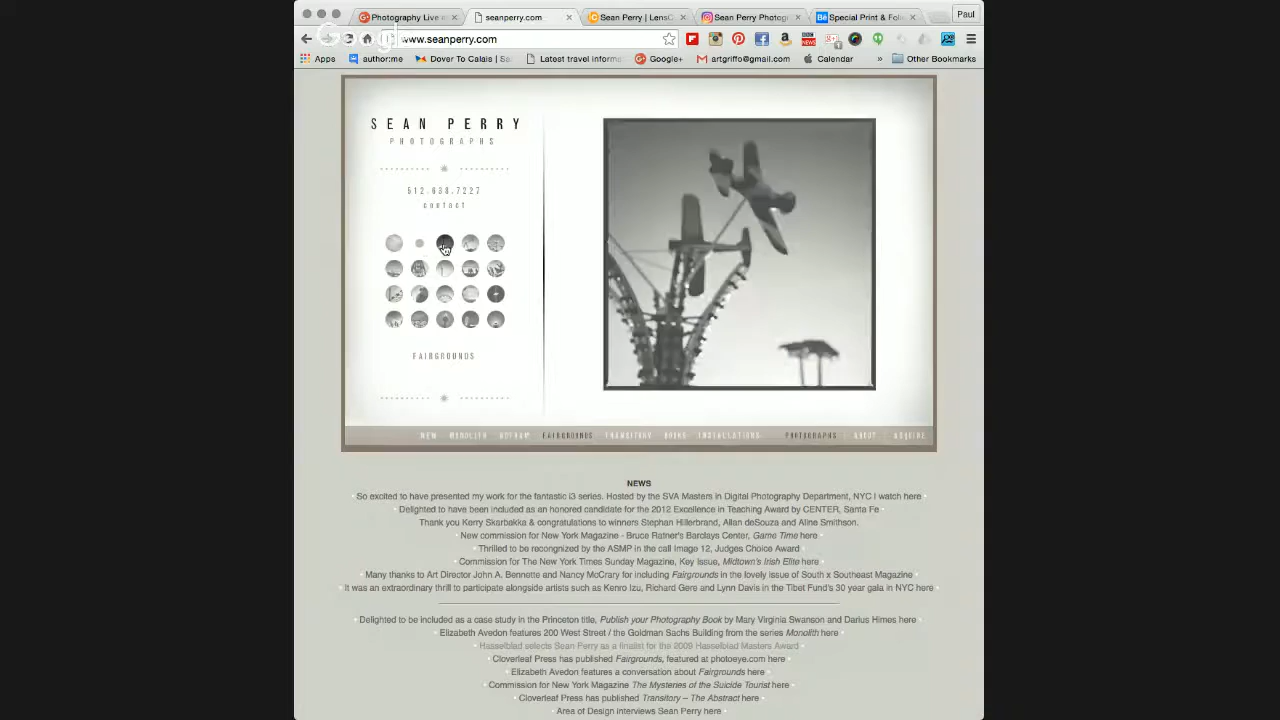 Photography Live a
seanperry.com
Sean Perry | LensC
Sean Perry Photog
Special Print & Foli
Paul
www.seanperry.com
Apps
author:me
Dover To Calais | Sa
Latest travel inform
Google+
artgriffo@gmail.com
Calendar
»
Other Bookmarks
SEAN PERRY
PHOTOGRAPHS
512.638.7227
contact
FAIRGROUNDS
NEW MONOLITH GOTHAM FAIRGROUNDS TRANSITORY BOOKS INSTALLATIONS PHOTOGRAPHS ABOUT ACQUIRE
NEWS
So excited to have presented my work for the fantastic i3 series. Hosted by the SVA Masters in Digital Photography Department, NYC I watch here
Delighted to have been included as an honored candidate for the 2012 Excellence in Teaching Award by CENTER, Santa Fe
Thank you Kerry Skarbakka & congratulations to winners Stephan Hillerbrand, Allan deSouza and Aline Smithson.
New commission for New York Magazine - Bruce Ratner's Barclays Center, Game Time here
Thrilled to be recongnized by the ASMP in the call Image 12, Judges Choice Award
Commission for The New York Times Sunday Magazine, Key Issue, Midtown's Irish Elite here
Many thanks to Art Director John A. Bennette and Nancy McCrary for including Fairgrounds in the lovely issue of South x Southeast Magazine
It was an extraordinary thrill to participate alongside artists such as Kenro Izu, Richard Gere and Lynn Davis in the Tibet Fund's 30 year gala in NYC here
Delighted to be included as a case study in the Princeton title, Publish your Photography Book by Mary Virginia Swanson and Darius Himes here
Elizabeth Avedon features 200 West Street / the Goldman Sachs Building from the series Monolith here
Hasselblad selects Sean Perry as a finalist for the 2009 Hasselblad Masters Award
Cloverleaf Press has published Fairgrounds, featured at photoeye.com here
Elizabeth Avedon features a conversation about Fairgrounds here
Commission for New York Magazine The Mysteries of the Suicide Tourist here
Cloverleaf Press has published Transitory – The Abstract here
Area of Design interviews Sean Perry here